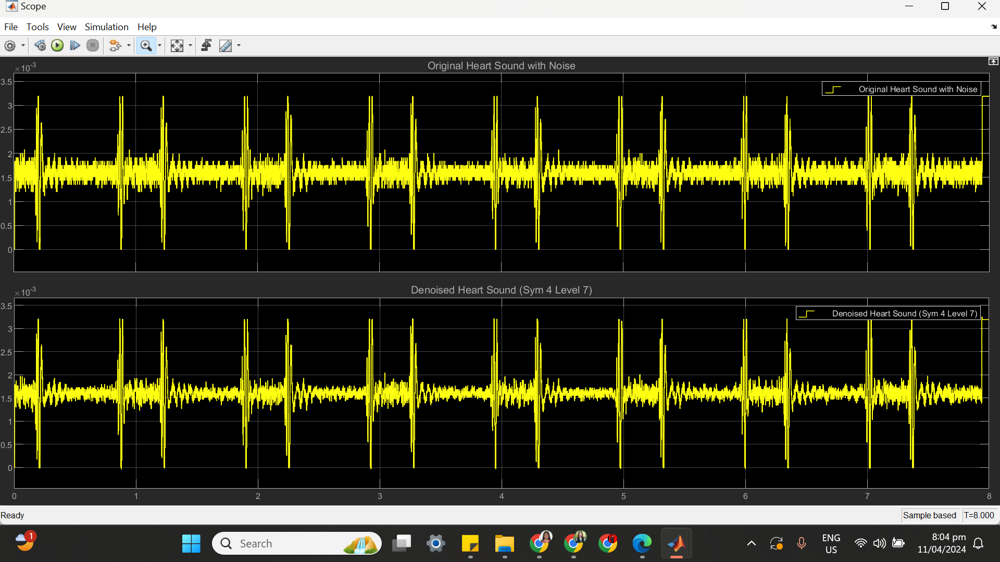 Scope
File Tools View Simulation Help
×10-3
Original Heart Sound with Noise
3.5
Original Heart Sound with Noise
3
2.5
2
1.5
1
0.5
0
×10-3
Denoised Heart Sound (Sym 4 Level 7)
3.5
Denoised Heart Sound (Sym 4 Level 7)
3
2.5
2
1.5
1
0.5
0
0 1 2 3 4 5 6 7 8
Ready Sample based T=8.000
1
Search
ENG
US
8:04 pm
11/04/2024